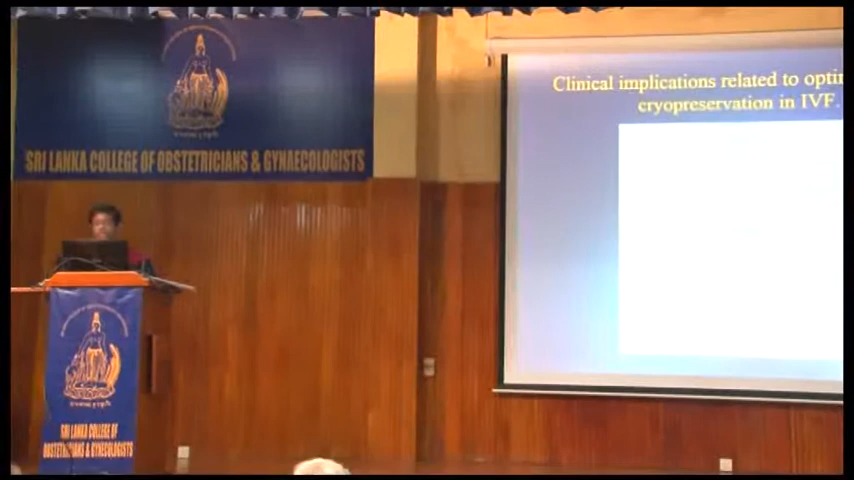 SRI LANKA COLLEGE OF OBSTETRICIANS & GYNAECOLOGISTS
Clinical implications related to
cryopreservation in IVF.
SRI LANKA COLLEGE OF
OBSTETRICIANS & GYNAECOLOGISTS